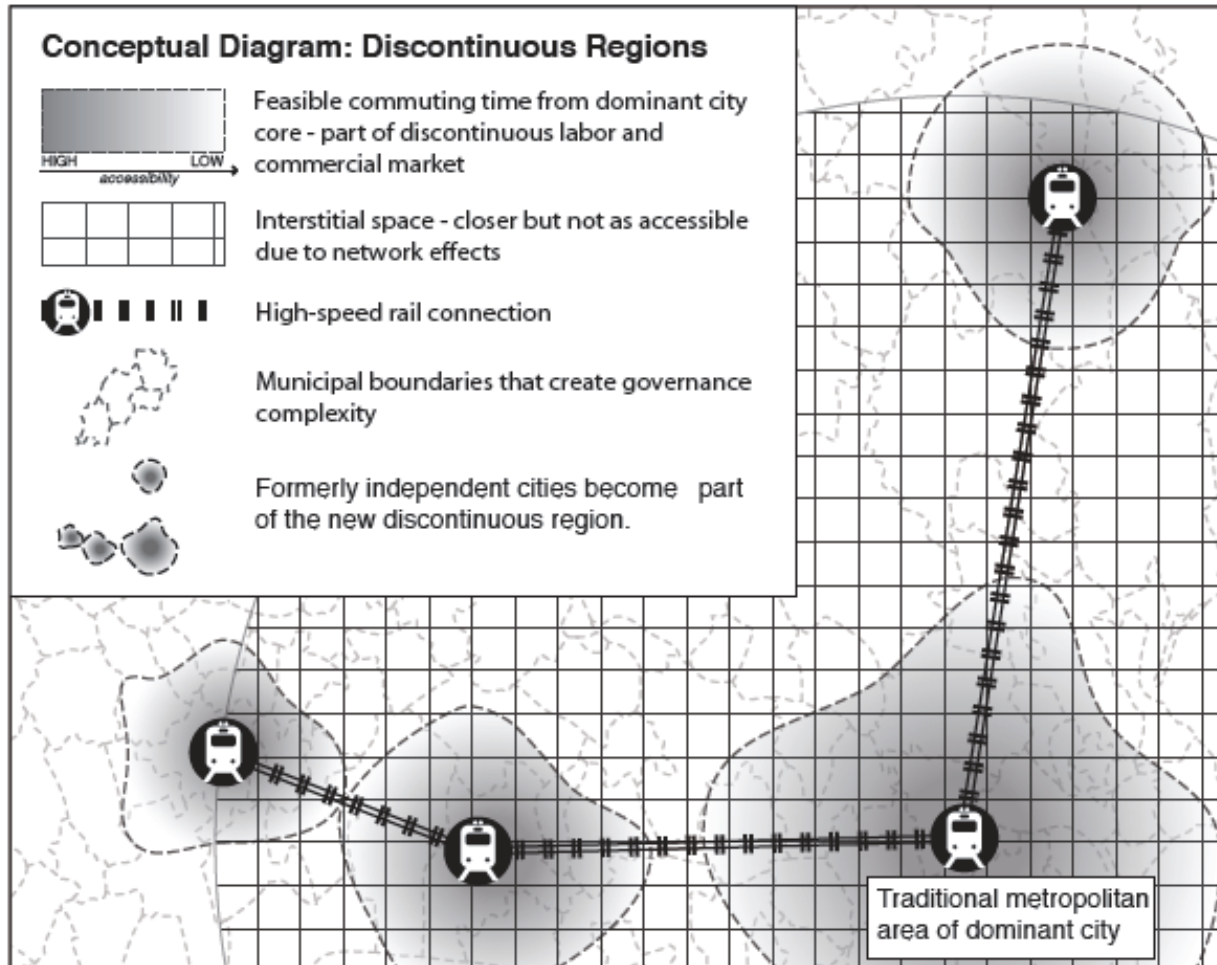 Conceptual Diagram: Discontinuous Regions
Feasible commuting time from dominant city
core - part of discontinuous labor and
commercial market
HIGH LOW
accessibility
Interstitial space - closer but not as accessible
due to network effects
High-speed rail connection
Municipal boundaries that create governance
complexity
Formerly independent cities become part
of the new discontinuous region.
Traditional metropolitan
area of dominant city